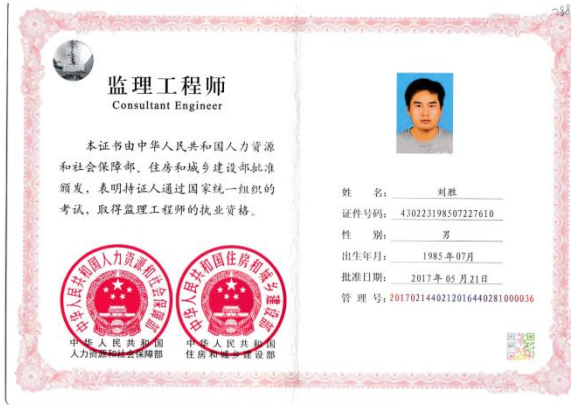 288
监理工程师
Consultant Engineer
本证书由中华人民共和国人力资源
和社会保障部、住房和城乡建设部批准
颁发，表明持证人通过国家统一组织的
考试，取得监理工程师的执业资格。
中华人民共和国人力资源和社会保障部
中华人民共和国住房和城乡建设部
中华人民共和国
人力资源和社会保障部
中华人民共和国
住房和城乡建设部
姓 名： 刘胜
证件号码： 430223198507227610
性 别： 男
出生年月： 1985年07月
批准日期： 2017年05月21日
管 理 号：2017021440212016440281000036